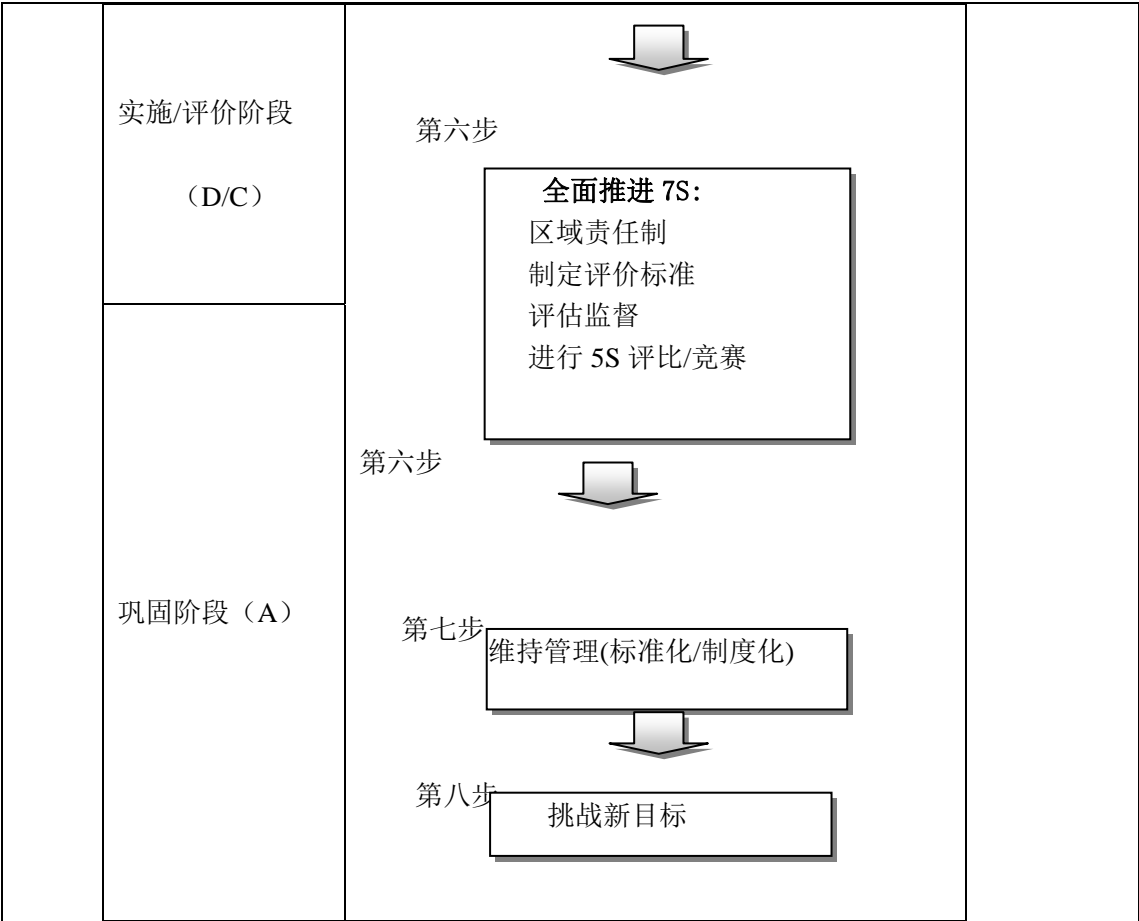 实施/评价阶段
（D/C）
第六步
全面推进 7S:
区域责任制
制定评价标准
评估监督
进行 5S 评比/竞赛
第六步
巩固阶段（A）
第七步
维持管理(标准化/制度化)
第八步
挑战新目标